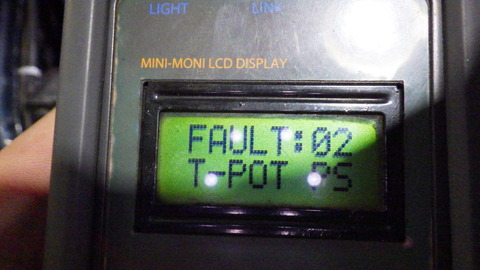 LIGHT LINK
MINI-MONI LCD DISPLAY
FAULT:02
T-POT PS